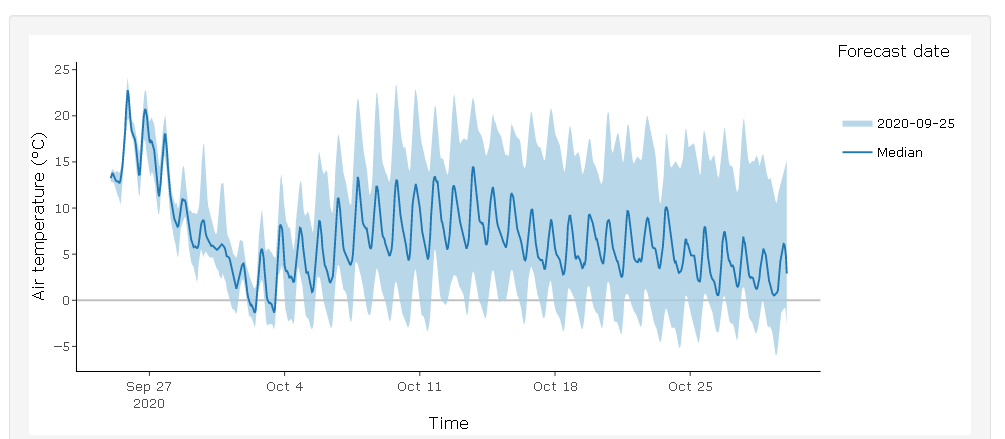 Forecast date
2020-09-25
Median
Air temperature (°C)
25
20
15
10
5
0
−5
Sep 27
2020
Oct 4
Oct 11
Oct 18
Oct 25
Time